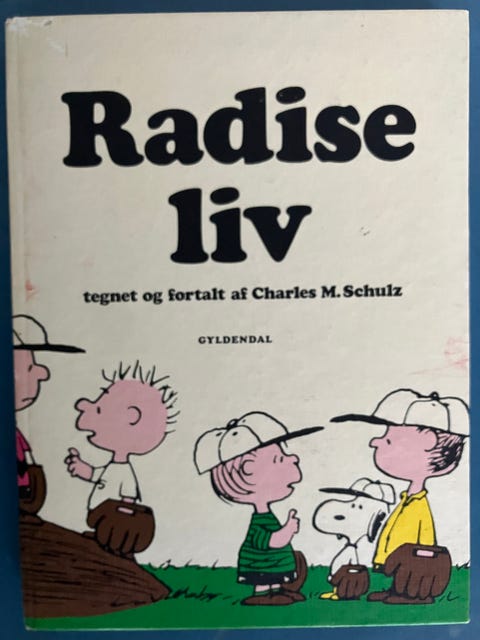 Radise
liv
tegnet og fortalt af Charles M. Schulz
GYLDENDAL